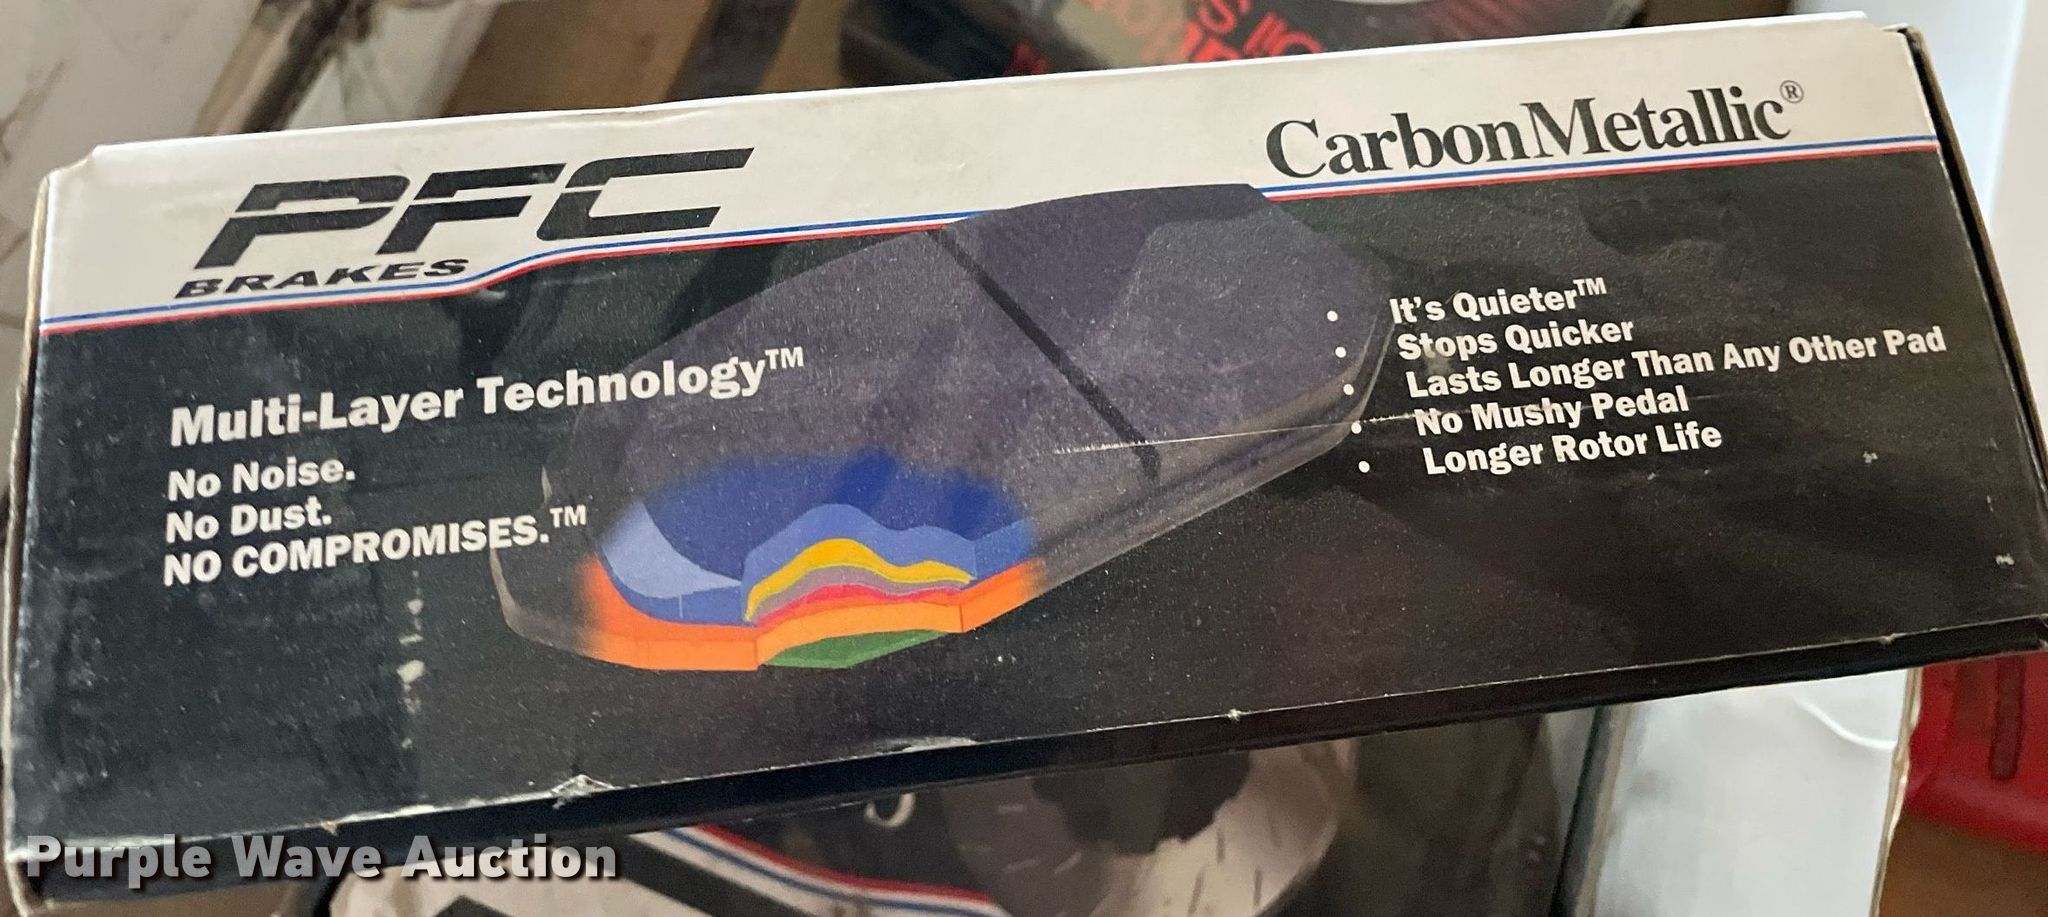 PFC
BRAKES
CarbonMetallic®
Multi-Layer Technology™
No Noise.
No Dust.
NO COMPROMISES.™
• It's Quieter™
• Stops Quicker
• Lasts Longer Than Any Other Pad
• No Mushy Pedal
• Longer Rotor Life
Purple Wave Auction